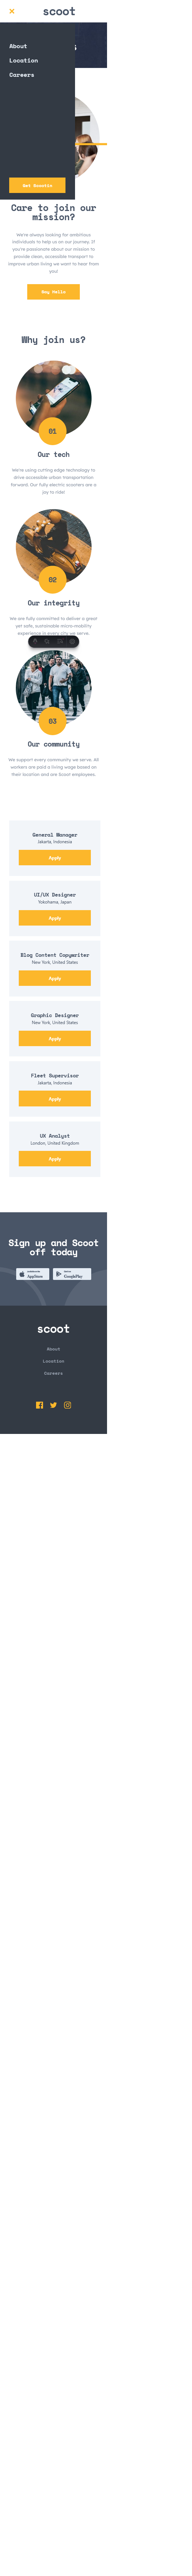 scoot
s
About
Location
Careers
Get Scootin
Care to join our
mission?
We're always looking for ambitious
individuals to help us on our journey. If
you're passionate about our mission to
provide clean, accessible transport to
improve urban living we want to hear from
you!
Say Hello
Why join us?
01
Our tech
We're using cutting edge technology to
drive accessible urban transportation
forward. Our fully electric scooters are a
joy to ride!
02
Our integrity
We are fully committed to deliver a great
yet safe, sustainable micro-mobility
experience in every city we serve.
03
Our community
We support every community we serve. All
workers are paid a living wage based on
their location and are Scoot employees.
General Manager
Jakarta, Indonesia
Apply
UI/UX Designer
Yokohama, Japan
Apply
Blog Content Copywriter
New York, United States
Apply
Graphic Designer
New York, United States
Apply
Fleet Supervisor
Jakarta, Indonesia
Apply
UX Analyst
London, United Kingdom
Apply
Sign up and Scoot
off today
AppStore
GooglePlay
scoot
About
Location
Careers